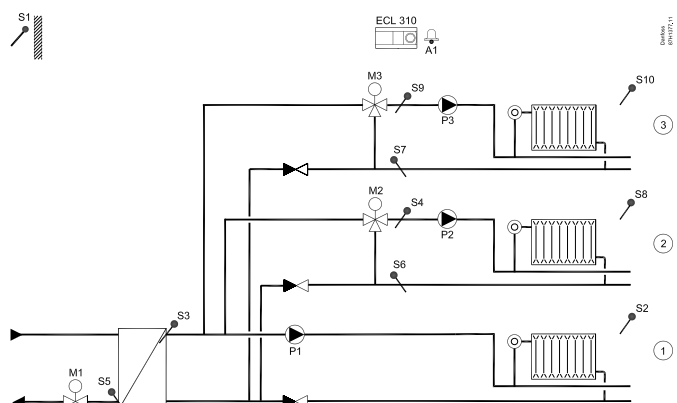 S1
ECL 310
A1
Danfoss
87H1277.11
M3
S9
P3
S10
3
S7
M2
S4
P2
S8
2
S6
S3
P1
S2
1
M1
S5